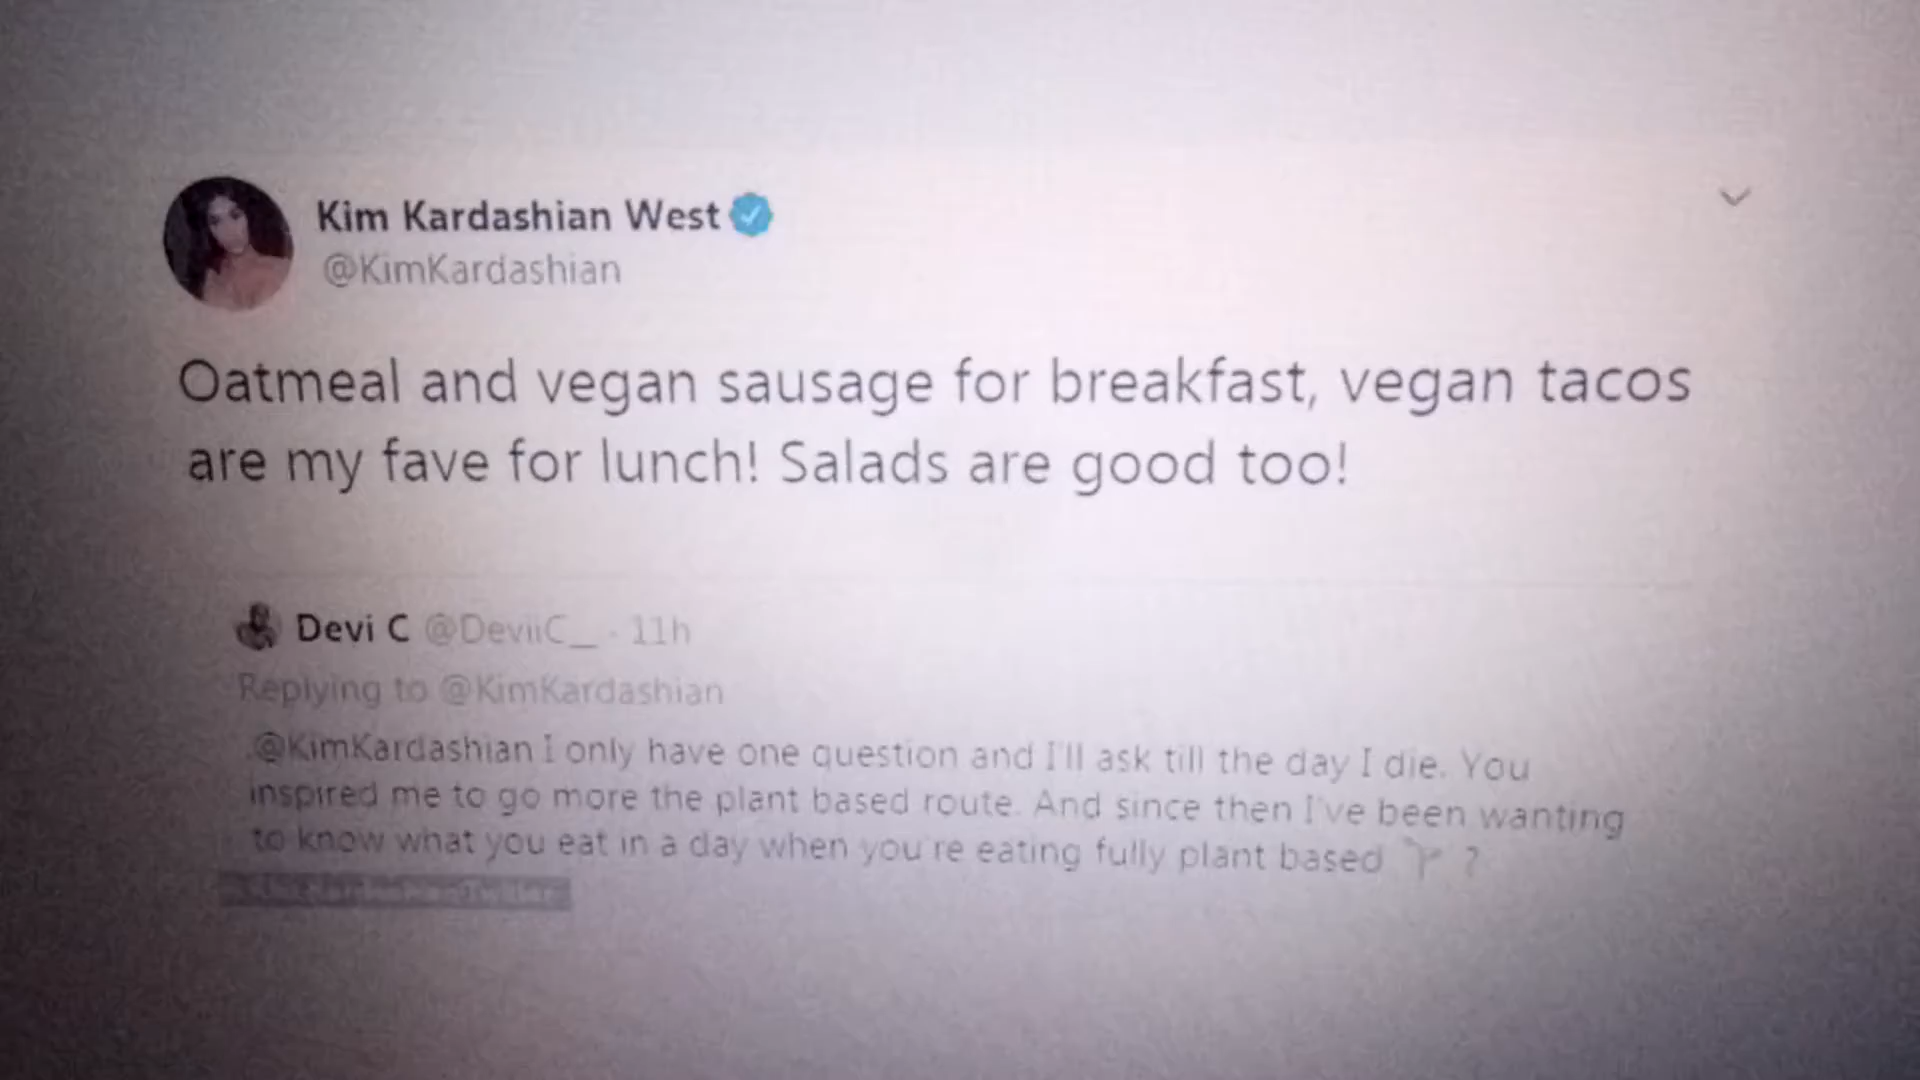 Kim Kardashian West
@KimKardashian
Oatmeal and vegan sausage for breakfast, vegan tacos
are my fave for lunch! Salads are good too!
Devi C @DeviiC_ · 11h
Replying to @KimKardashian
@KimKardashian I only have one question and I'll ask till the day I die. You
inspired me to go more the plant based route. And since then I've been wanting
to know what you eat in a day when you're eating fully plant based ?